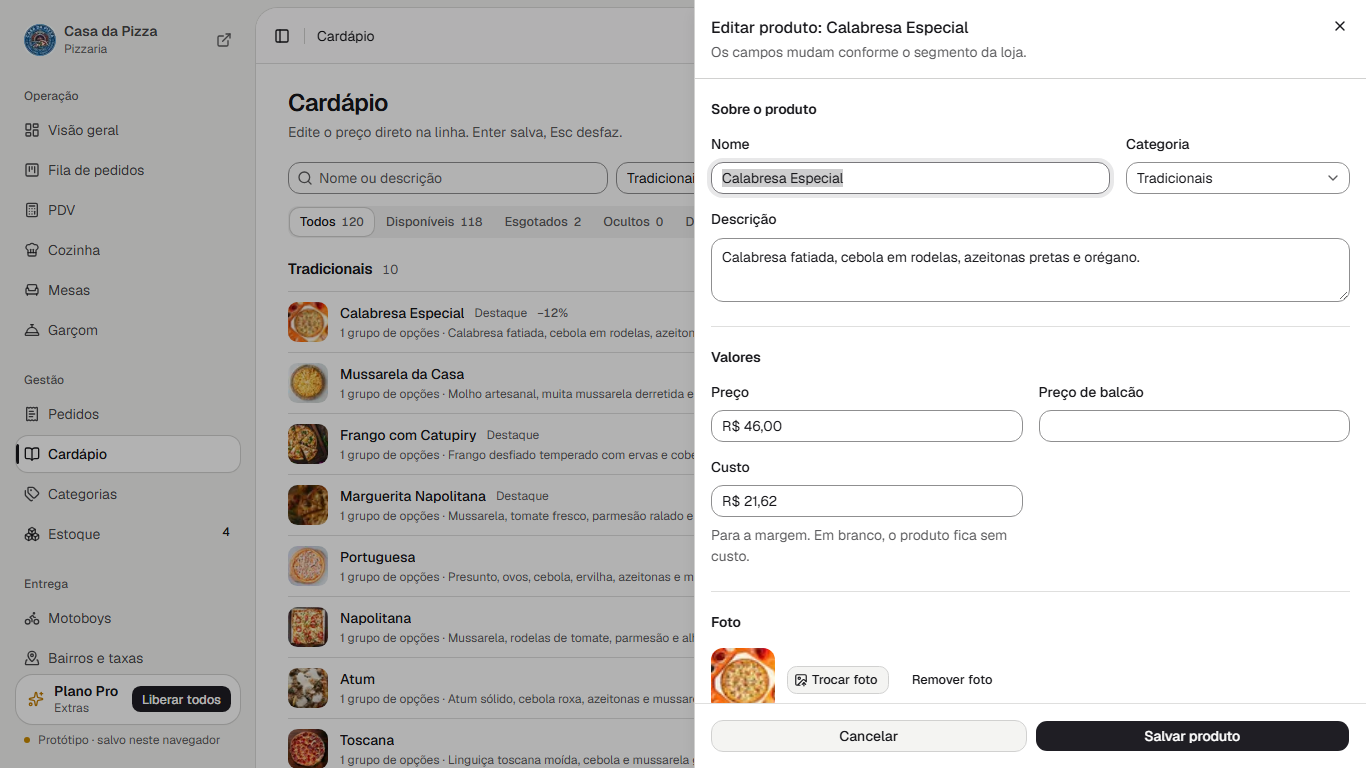 Casa da Pizza
Pizzaria
Operação
Visão geral
Fila de pedidos
PDV
Cozinha
Mesas
Garçom
Gestão
Pedidos
Cardápio
Categorias
Estoque 4
Entrega
Motoboys
Bairros e taxas
Plano Pro
Extras
Liberar todos
Protótipo · salvo neste navegador
Cardápio
Cardápio
Edite o preço direto na linha. Enter salva, Esc desfaz.
Nome ou descrição
Tradicionai
Todos 120 Disponíveis 118 Esgotados 2 Ocultos 0 D
Tradicionais 10
Calabresa Especial Destaque −12%
1 grupo de opções · Calabresa fatiada, cebola em rodelas, azeiton
Mussarela da Casa
1 grupo de opções · Molho artesanal, muita mussarela derretida e
Frango com Catupiry Destaque
1 grupo de opções · Frango desfiado temperado com ervas e cobe
Marguerita Napolitana Destaque
1 grupo de opções · Mussarela, tomate fresco, parmesão ralado e
Portuguesa
1 grupo de opções · Presunto, ovos, cebola, ervilha, azeitonas e m
Napolitana
1 grupo de opções · Mussarela, rodelas de tomate, parmesão e alh
Atum
1 grupo de opções · Atum sólido, cebola roxa, azeitonas e mussare
Toscana
1 grupo de opções · Linguiça toscana moída, cebola e mussarela
Editar produto: Calabresa Especial
Os campos mudam conforme o segmento da loja.
Sobre o produto
Nome
Calabresa Especial
Categoria
Tradicionais
Descrição
Calabresa fatiada, cebola em rodelas, azeitonas pretas e orégano.
Valores
Preço
R$ 46,00
Preço de balcão
Custo
R$ 21,62
Para a margem. Em branco, o produto fica sem
custo.
Foto
Trocar foto
Remover foto
Cancelar
Salvar produto